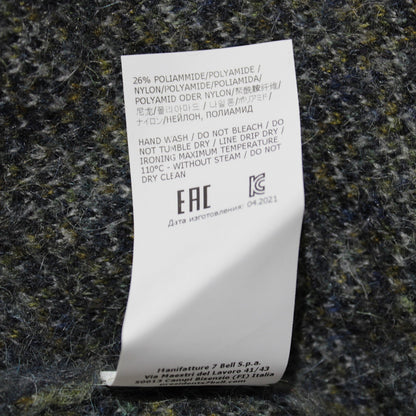 26% POLIAMMIDE/POLYAMIDE /
NYLON/POLYAMIDE/POLIAMIDA/
POLYAMID ODER NYLON/聚酰胺纤维/
尼龙/폴리아마드 / 나일론/ポリアミド/
ナイロン/НЕЙЛОН, ПОЛИАМИД
HAND WASH / DO NOT BLEACH / DO
NOT TUMBLE DRY / LINE DRIP DRY /
IRONING MAXIMUM TEMPERATURE
110°C - WITHOUT STEAM / DO NOT
DRY CLEAN
EAC
Дата изготовления: 04.2021
Manifatture 7 Bell S.p.a.
Via Maestri del Lavoro 41/43
50013 Campi Bisenzio (FI) Italia